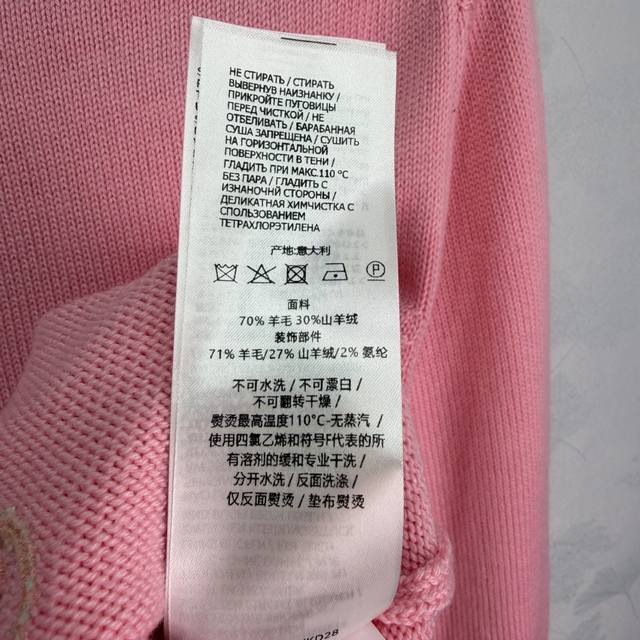 НЕ СТИРАТЬ / СТИРАТЬ
ВЫВЕРНУВ НАИЗНАНКУ /
ПРИКРОЙТЕ ПУГОВИЦЫ
ПЕРЕД ЧИСТКОЙ / НЕ
ОТБЕЛИВАТЬ / БАРАБАННАЯ
СУША ЗАПРЕЩЕНА / СУШИТЬ
НА ГОРИЗОНТАЛЬНОЙ
ПОВЕРХНОСТИ В ТЕНИ /
ГЛАДИТЬ ПРИ МАКС.110 °C
БЕЗ ПАРА / ГЛАДИТЬ С
ИЗНАНОЧНЙ СТОРОНЫ /
ДЕЛИКАТНАЯ ХИМЧИСТКА С
СПОЛЬЗОВАНИЕМ
ТЕТРАХЛОРЭТИЛЕНА
产地:意大利
P
面料
70% 羊毛 30%山羊绒
装饰部件
71% 羊毛/27% 山羊绒/2% 氨纶
不可水洗 / 不可漂白 /
不可翻转干燥 /
熨烫最高温度110°C-无蒸汽 /
使用四氯乙烯和符号F代表的所
有溶剂的缓和专业干洗 /
分开水洗 / 反面洗涤 /
仅反面熨烫 / 垫布熨烫